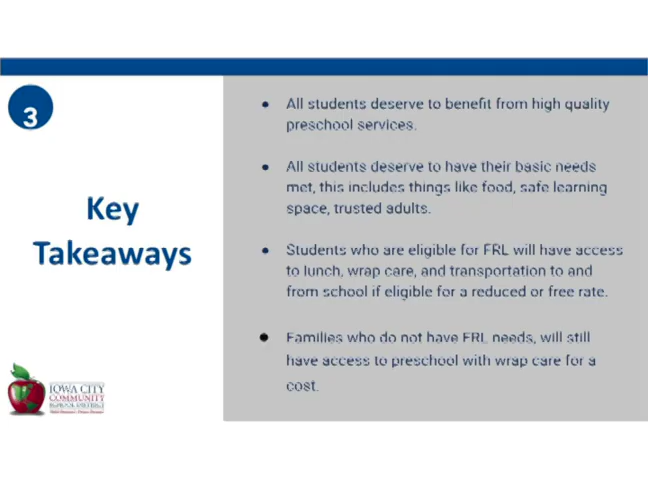 3
Key
Takeaways
● All students deserve to benefit from high quality
preschool services.
● All students deserve to have their basic needs
met, this includes things like food, safe learning
space, trusted adults.
● Students who are eligible for FRL will have access
to lunch, wrap care, and transportation to and
from school if eligible for a reduced or free rate.
● Families who do not have FRL needs, will still
have access to preschool with wrap care for a
cost.
IOWA CITY
COMMUNITY
SCHOOL DISTRICT